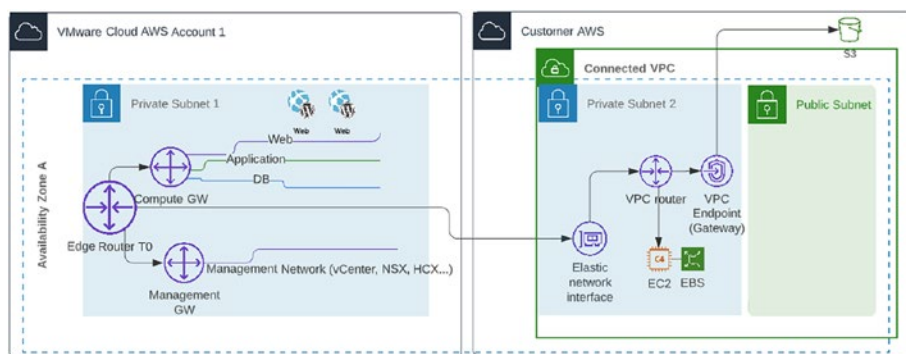 VMware Cloud AWS Account 1
Customer AWS
S3
Connected VPC
Private Subnet 1
Private Subnet 2
Public Subnet
Web
Web
Web
Application
DB
Compute GW
VPC router
VPC
Endpoint
(Gateway)
Availability Zone A
Edge Router T0
Management Network (vCenter, NSX, HCX...)
Management
GW
Elastic
network
interface
C4
EC2
EBS